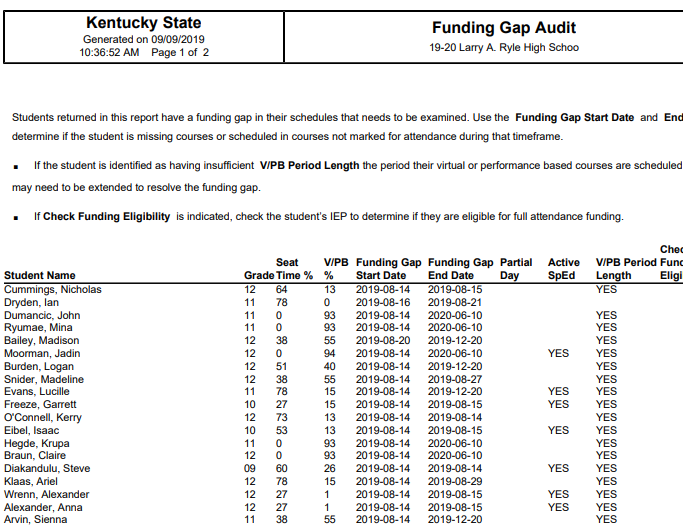 Kentucky State
Generated on 09/09/2019
10:36:52 AM Page 1 of 2
Funding Gap Audit
19-20 Larry A. Ryle High Schoo
Students returned in this report have a funding gap in their schedules that needs to be examined. Use the Funding Gap Start Date and End
determine if the student is missing courses or scheduled in courses not marked for attendance during that timeframe.
▪ If the student is identified as having insufficient V/PB Period Length the period their virtual or performance based courses are scheduled
may need to be extended to resolve the funding gap.
▪ If Check Funding Eligibility is indicated, check the student's IEP to determine if they are eligible for full attendance funding.
Chec
Seat V/PB Funding Gap Funding Gap Partial Active V/PB Period Func
Student Name Grade Time % % Start Date End Date Day SpEd Length Eligi
Cummings, Nicholas 12 64 13 2019-08-14 2019-08-15 YES
Dryden, Ian 11 78 0 2019-08-16 2019-08-21
Dumancic, John 11 0 93 2019-08-14 2020-06-10 YES
Ryumae, Mina 11 0 93 2019-08-14 2020-06-10 YES
Bailey, Madison 12 38 55 2019-08-20 2019-12-20 YES
Moorman, Jadin 12 0 94 2019-08-14 2020-06-10 YES YES
Burden, Logan 12 51 40 2019-08-14 2019-12-20 YES
Snider, Madeline 12 38 55 2019-08-14 2019-08-27 YES
Evans, Lucille 11 78 15 2019-08-14 2019-12-20 YES YES
Freeze, Garrett 10 27 15 2019-08-14 2019-08-15 YES YES
O'Connell, Kerry 12 73 13 2019-08-14 2019-08-14 YES
Eibel, Isaac 10 53 13 2019-08-14 2019-08-15 YES YES
Hegde, Krupa 11 0 93 2019-08-14 2020-06-10 YES
Braun, Claire 12 0 93 2019-08-14 2020-06-10 YES
Diakandulu, Steve 09 60 26 2019-08-14 2019-08-14 YES YES
Klaas, Ariel 12 78 15 2019-08-14 2019-08-29 YES
Wrenn, Alexander 12 27 1 2019-08-14 2019-08-15 YES YES
Alexander, Anna 12 27 1 2019-08-14 2019-08-15 YES YES
Arvin, Sienna 11 38 55 2019-08-14 2019-12-20 YES